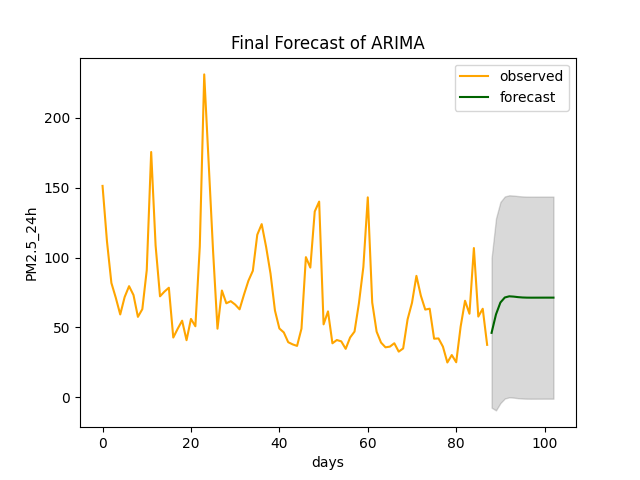 Final Forecast of ARIMA
observed
forecast
PM2.5_24h
200
150
100
50
0
0 20 40 60 80 100
days